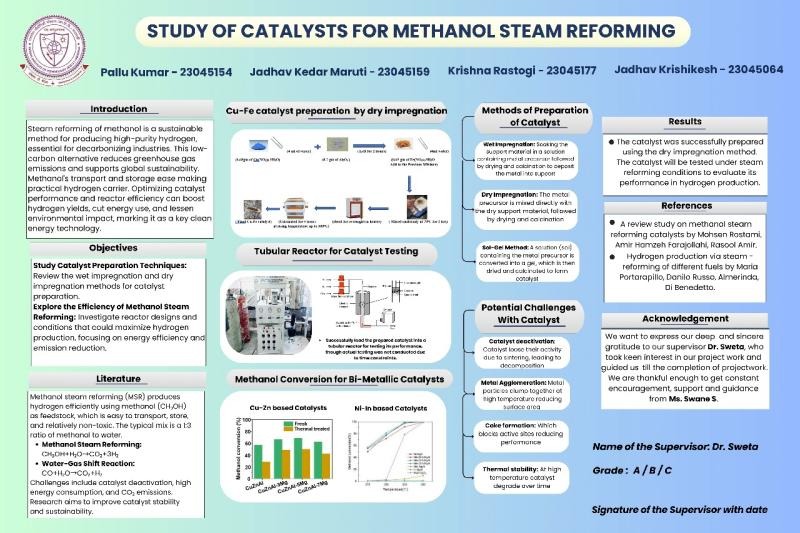 STUDY OF CATALYSTS FOR METHANOL STEAM REFORMING
Pallu Kumar - 23045154
Jadhav Kedar Maruti - 23045159
Krishna Rastogi - 23045177
Jadhav Krishikesh - 23045064
Introduction
Steam reforming of methanol is a sustainable
method for producing high-purity hydrogen,
essential for decarbonizing industries. This low-
carbon alternative reduces greenhouse gas
emissions and supports global sustainability.
Methanol's transport and storage ease making
practical hydrogen carrier. Optimizing catalyst
performance and reactor efficiency can boost
hydrogen yields, cut energy use, and lessen
environmental impact, marking it as a key clean
energy technology.
Objectives
Study Catalyst Preparation Techniques:
Review the wet impregnation and dry
impregnation methods for catalyst
preparation.
Explore the Efficiency of Methanol Steam
Reforming: Investigate reactor designs and
conditions that could maximize hydrogen
production, focusing on energy efficiency and
emission reduction.
Literature
Methanol steam reforming (MSR) produces
hydrogen efficiently using methanol (CH₃OH)
as feedstock, which is easy to transport, store,
and relatively non-toxic. The typical mix is a 1:3
ratio of methanol to water.
• Methanol Steam Reforming:
CH₃OH+H₂O→CO₂+3H₂
• Water-Gas Shift Reaction:
CO+H₂O→CO₂+H₂
Challenges include catalyst deactivation, high
energy consumption, and CO₂ emissions.
Research aims to improve catalyst stability
and sustainability.
Cu-Fe catalyst preparation by dry impregnation
Tubular Reactor for Catalyst Testing
• Successfully load the prepared catalyst into a
tubular reactor for testing its performance,
though actual testing was not conducted due
to time constraints.
Methanol Conversion for Bi-Metallic Catalysts
Cu-Zn based Catalysts
Methanol conversion (%)
Fresh
Thermal treated
CuZnAl
CuZnAl-3Mg
CuZnAl-5Mg
CuZnAl-7Mg
Ni-In based Catalysts
Methods of Preparation
of Catalyst
Wet Impregnation: Soaking the
support material in a solution
containing metal precursor followed
by drying and calcination to deposit
the metal into support
Dry Impregnation: The metal
precursor is mixed directly with
the dry support material, followed
by drying and calcination
Sol-Gel Method: A solution (sol)
containing the metal precursor is
converted into a gel, which is then
dried and calcinated to form
catalyst
Potential Challenges
With Catalyst
Catalyst deactivation:
Catalyst loose their activity
due to sintering, leading to
decomposition
Metal Agglomeration: Metal
particles clump together at
high temperature reducing
surface area
Coke formation: Which
blocks active sites reducing
performance
Thermal stability: At high
temperature catalyst
degrade over time
Results
• The catalyst was successfully prepared
using the dry impregnation method.
The catalyst will be tested under steam
reforming conditions to evaluate its
performance in hydrogen production.
References
• A review study on methanol steam
reforming catalysts by Mohsen Rostami,
Amir Hamzeh Farajollahi, Rasool Amir.
• Hydrogen production via steam -
reforming of different fuels by Maria
Portarapillo, Danilo Russo, Almerinda,
Di Benedetto.
Acknowledgement
We want to express our deep and sincere
gratitude to our supervisor Dr. Sweta, who
took keen interest in our project work and
guided us till the completion of projectwork.
We are thankful enough to get constant
encouragement, support and guidance
from Ms. Swane S.
Name of the Supervisor: Dr. Sweta
Grade : A / B / C
Signature of the Supervisor with date